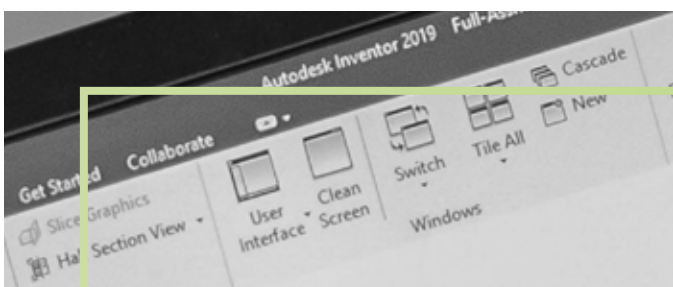 Autodesk Inventor 2019 Full-Ass
Get Started Collaborate
Slice Graphics
Half Section View
User Interface
Clean Screen
Switch
Tile All
Cascade
New
Windows